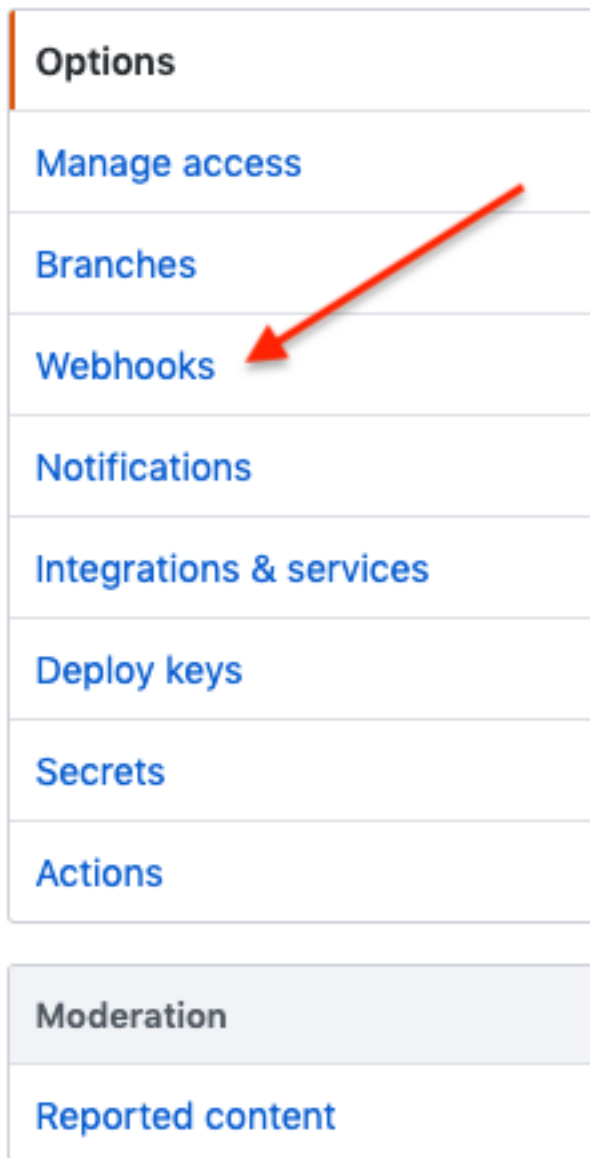 Options
Manage access
Branches
Webhooks
Notifications
Integrations & services
Deploy keys
Secrets
Actions
Moderation
Reported content